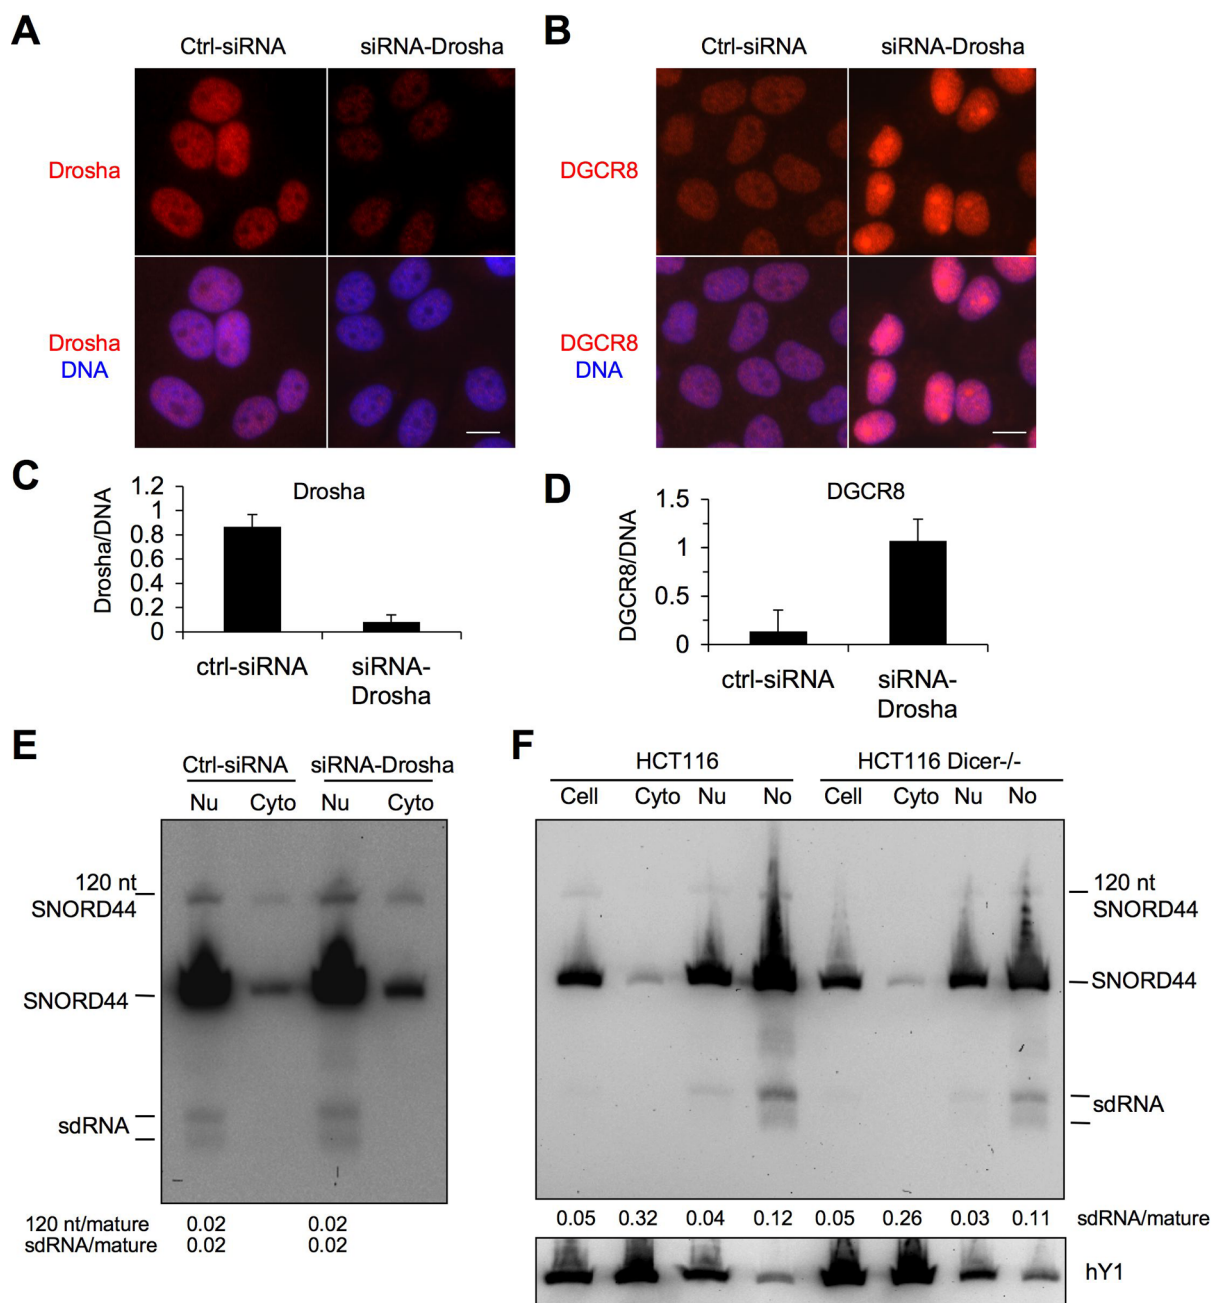 A
Ctrl-siRNA siRNA-Drosha
Drosha
Drosha
DNA
B
Ctrl-siRNA siRNA-Drosha
DGCR8
DGCR8
DNA
C
Drosha
Drosha/DNA
1.2
1
0.8
0.6
0.4
0.2
0
ctrl-siRNA siRNA-
Drosha
D
DGCR8
DGCR8/DNA
1.5
1
0.5
0
ctrl-siRNA siRNA-
Drosha
E
Ctrl-siRNA siRNA-Drosha
Nu Cyto Nu Cyto
120 nt
SNORD44
SNORD44
sdRNA
120 nt/mature 0.02 0.02
sdRNA/mature 0.02 0.02
F
HCT116 HCT116 Dicer-/-
Cell Cyto Nu No Cell Cyto Nu No
120 nt
SNORD44
SNORD44
sdRNA
0.05 0.32 0.04 0.12 0.05 0.26 0.03 0.11 sdRNA/mature
hY1